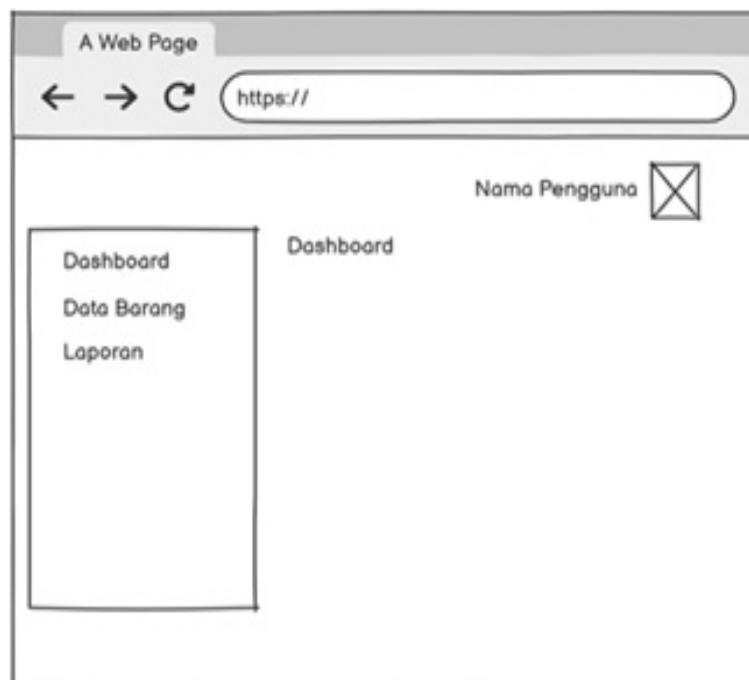 A Web Page
https://
Nama Pengguna
Dashboard
Data Barang
Laporan
Dashboard